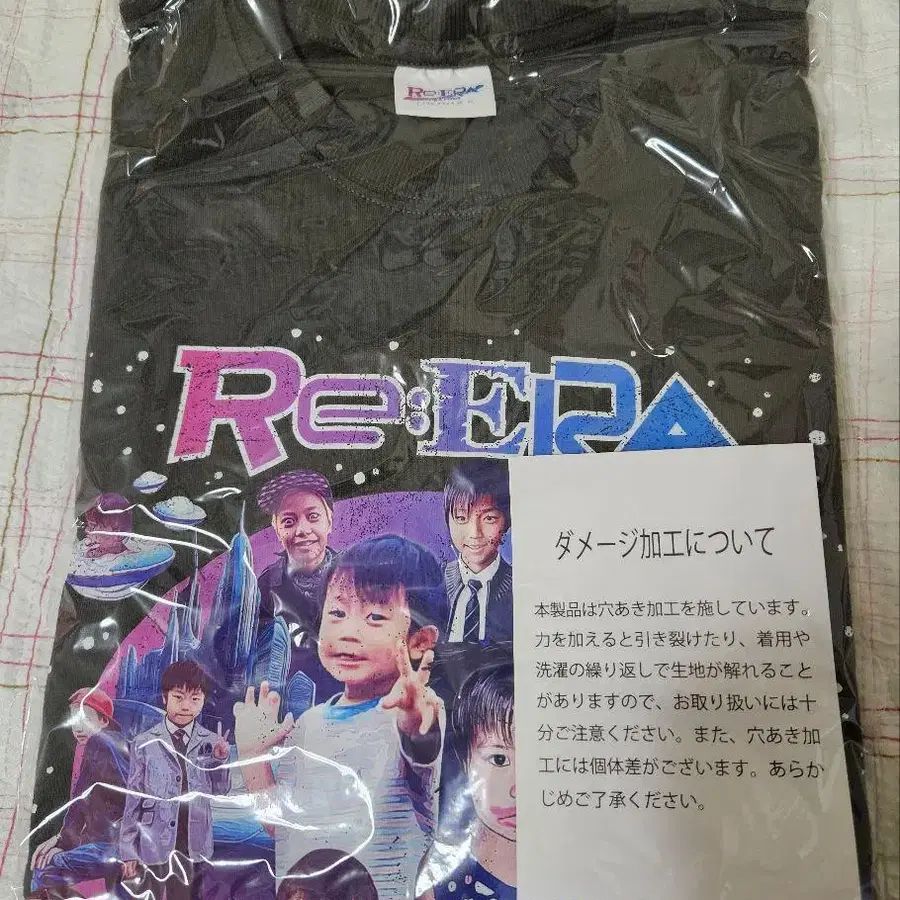 Re:ERA
Re:ERA
ダメージ加工について
本製品は穴あき加工を施しています。
力を加えると引き裂けたり、着用や
洗濯の繰り返しで生地が解れること
がありますので、お取り扱いには十
分ご注意ください。また、穴あき加
工には個体差がございます。あらか
じめご了承ください。